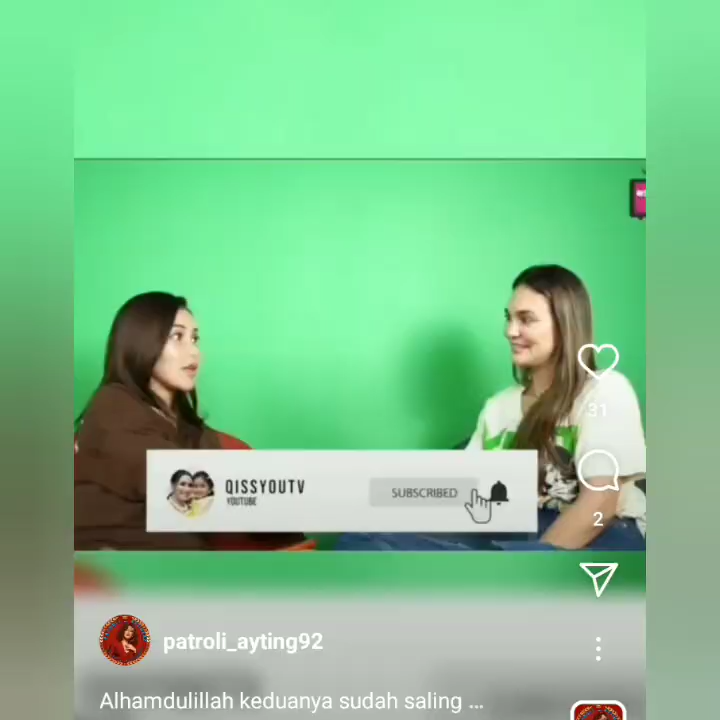 QISSYOUTV
YOUTUBE
SUBSCRIBED
31
2
patroli_ayting92
Alhamdulillah keduanya sudah saling ...